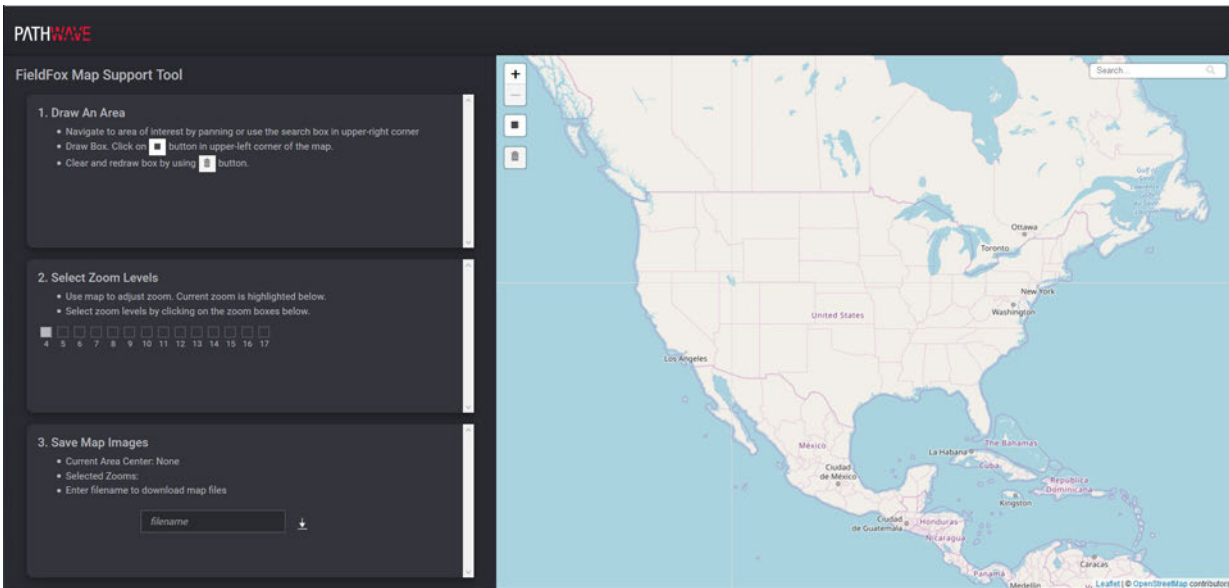 PATHWAVE
FieldFox Map Support Tool
1. Draw An Area
• Navigate to area of interest by panning or use the search box in upper-right corner
• Draw Box. Click on button in upper-left corner of the map.
• Clear and redraw box by using button.
2. Select Zoom Levels
• Use map to adjust zoom. Current zoom is highlighted below.
• Select zoom levels by clicking on the zoom boxes below.
4 5 6 7 8 9 10 11 12 13 14 15 16 17
3. Save Map Images
• Current Area Center: None
• Selected Zooms:
• Enter filename to download map files
filename
+
−
Search...
Ottawa
Toronto
New York
Washington
United States
Los Angeles
México
Ciudad
de México
La Habana
The Bahamas
Cuba
República
Dominicana
Kingston
Ciudad
de Guatemala
Honduras
Nicaragua
Panamá
Medellín
Caracas
Leaflet | © OpenStreetMap contributors